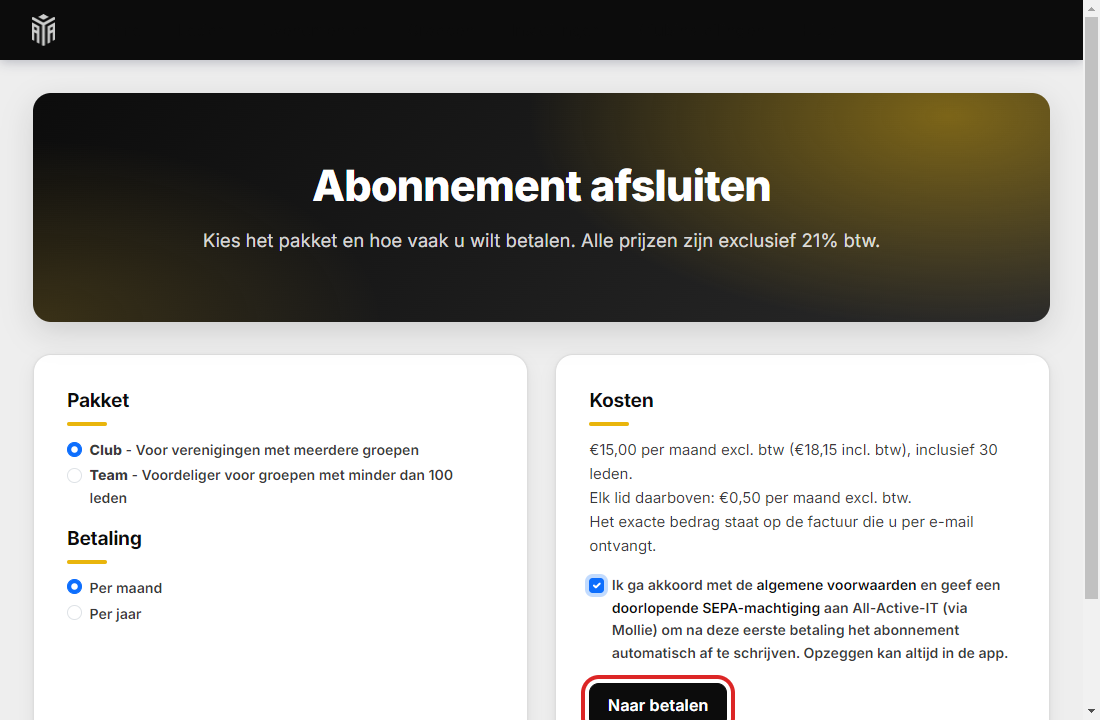 Abonnement afsluiten
Kies het pakket en hoe vaak u wilt betalen. Alle prijzen zijn exclusief 21% btw.
Pakket
Club - Voor verenigingen met meerdere groepen
Team - Voordeliger voor groepen met minder dan 100
leden
Betaling
Per maand
Per jaar
Kosten
€15,00 per maand excl. btw (€18,15 incl. btw), inclusief 30
leden.
Elk lid daarboven: €0,50 per maand excl. btw.
Het exacte bedrag staat op de factuur die u per e-mail
ontvangt.
Ik ga akkoord met de algemene voorwaarden en geef een
doorlopende SEPA-machtiging aan All-Active-IT (via
Mollie) om na deze eerste betaling het abonnement
automatisch af te schrijven. Opzeggen kan altijd in de app.
Naar betalen